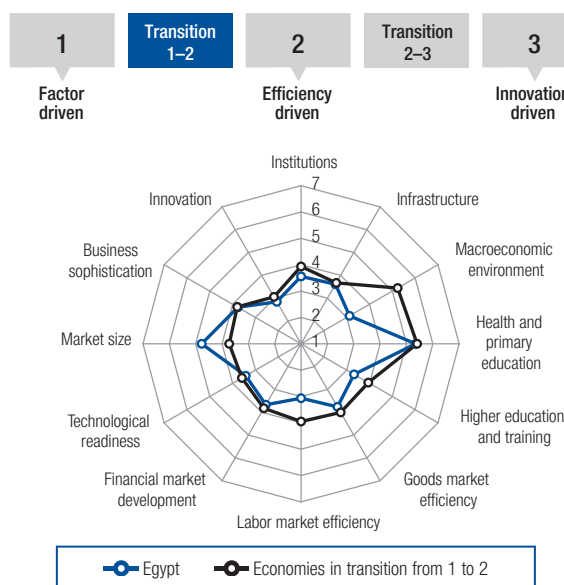 1
Transition
1–2
2
Transition
2–3
3
Factor
driven
Efficiency
driven
Innovation
driven
Institutions
Infrastructure
Macroeconomic
environment
Health and
primary
education
Higher education
and training
Goods market
efficiency
Labor market efficiency
Financial market
development
Technological
readiness
Market size
Business
sophistication
Innovation
7
6
5
4
3
2
1
Egypt
Economies in transition from 1 to 2